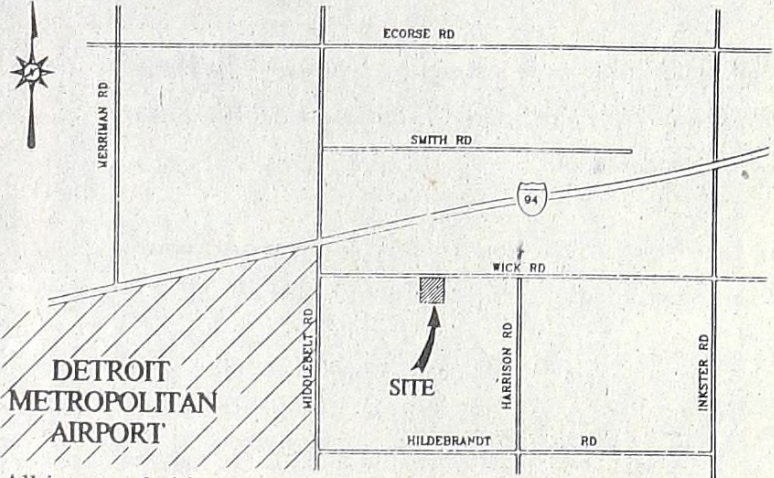 ECORSE RD
MERRIMAN RD
SMITH RD
94
WICK RD
MIDDLEBELT RD
HARRISON RD
INKSTER RD
SITE
DETROIT
METROPOLITAN
AIRPORT
HILDEBRANDT RD